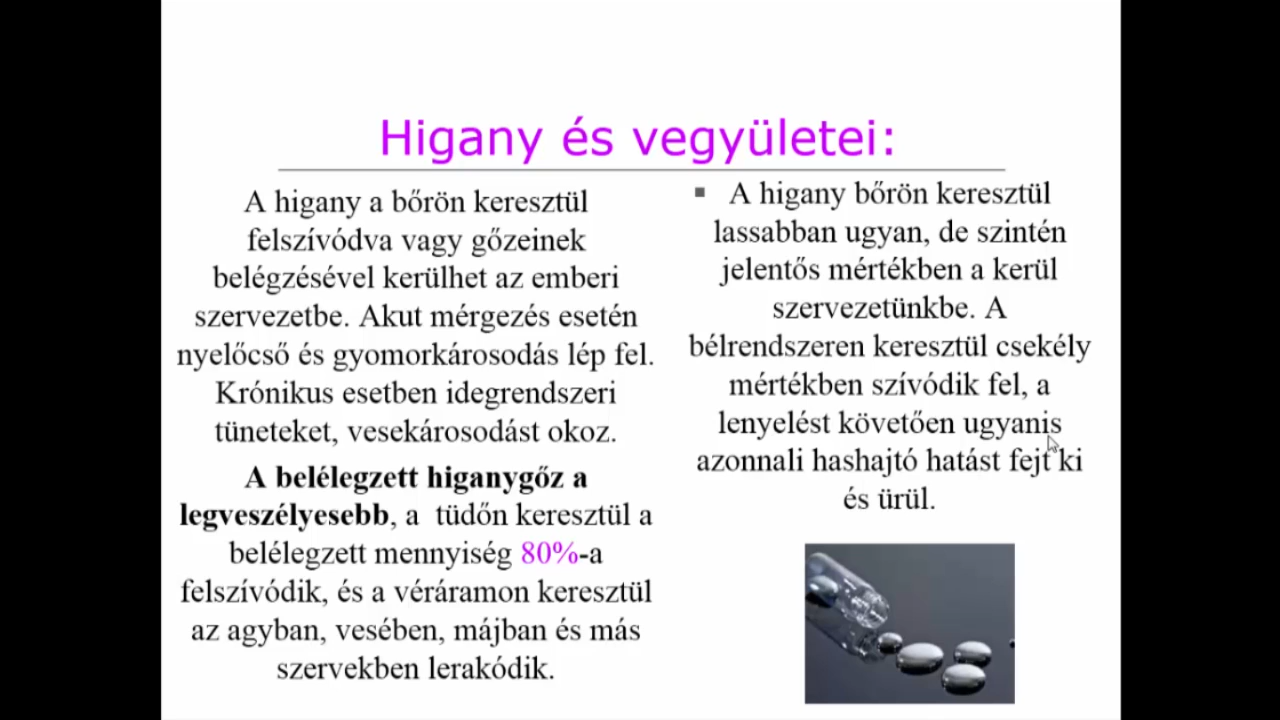 Higany és vegyületei:
A higany a bőrön keresztül
felszívódva vagy gőzeinek
belégzésével kerülhet az emberi
szervezetbe. Akut mérgezés esetén
nyelőcső és gyomorkárosodás lép fel.
Krónikus esetben idegrendszeri
tüneteket, vesekárosodást okoz.
A belélegzett higanygőz a
legveszélyesebb, a tüdőn keresztül a
belélegzett mennyiség 80%-a
felszívódik, és a véráramon keresztül
az agyban, vesében, májban és más
szervekben lerakódik.
▪ A higany bőrön keresztül
lassabban ugyan, de szintén
jelentős mértékben a kerül
szervezetünkbe. A
bélrendszeren keresztül csekély
mértékben szívódik fel, a
lenyelést követően ugyanis
azonnali hashajtó hatást fejt ki
és ürül.